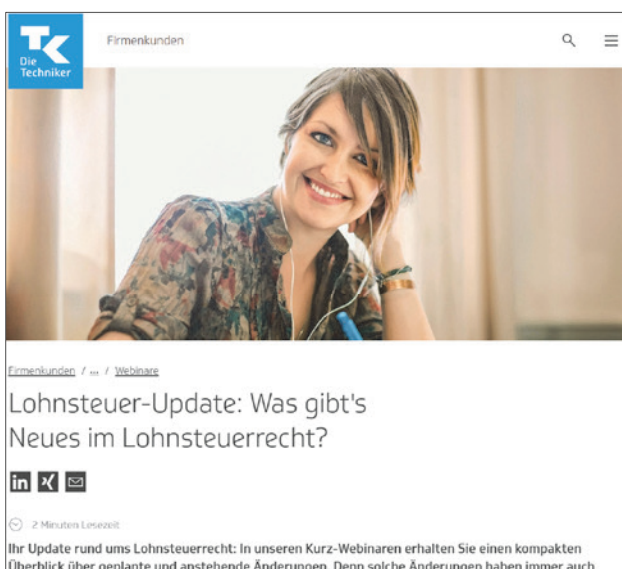 TK
Die
Techniker
Firmenkunden
Firmenkunden / ... / Webinare
Lohnsteuer-Update: Was gibt's
Neues im Lohnsteuerrecht?
in
2 Minuten Lesezeit
Ihr Update rund ums Lohnsteuerrecht: In unseren Kurz-Webinaren erhalten Sie einen kompakten
Überblick über geplante und anstehende Änderungen. Denn solche Änderungen haben immer auch